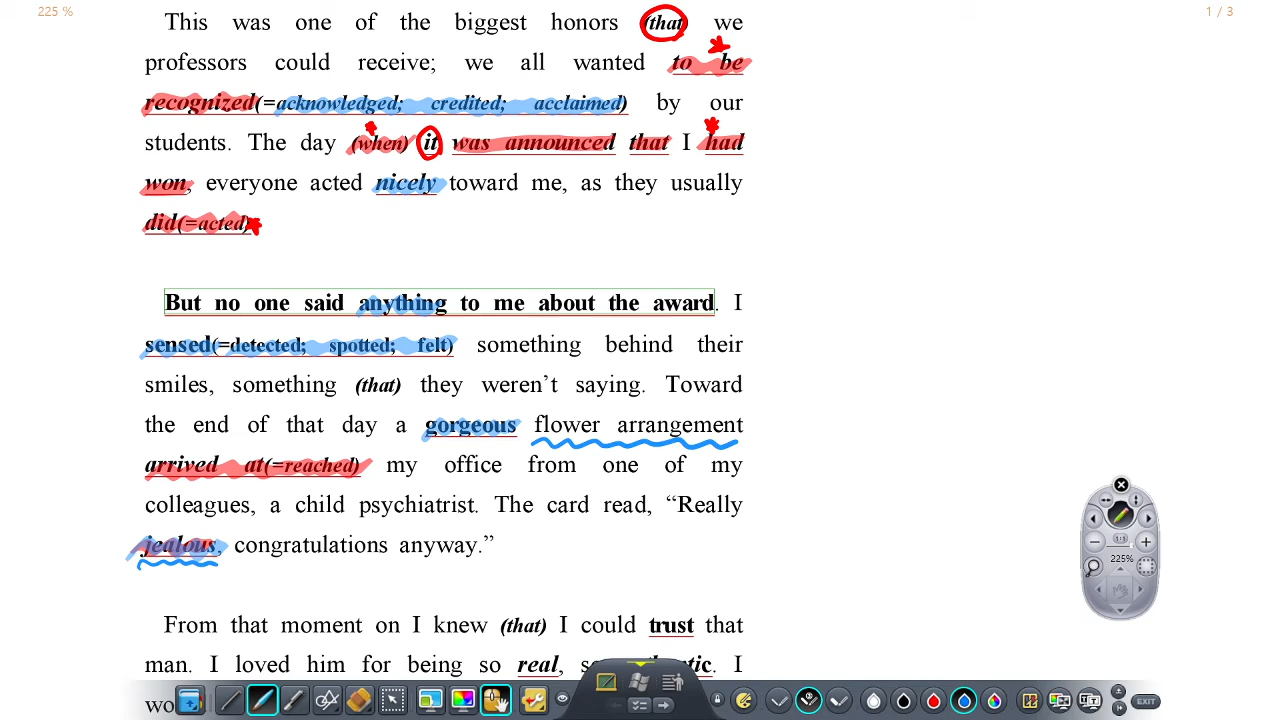 225 %
1 / 3
This was one of the biggest honors (that) we
professors could receive; we all wanted to be
recognized(=acknowledged; credited; acclaimed) by our
students. The day (when) it was announced that I had
won, everyone acted nicely toward me, as they usually
did(=acted)
But no one said anything to me about the award. I
sensed(=detected; spotted; felt) something behind their
smiles, something (that) they weren’t saying. Toward
the end of that day a gorgeous flower arrangement
arrived at(=reached) my office from one of my
colleagues, a child psychiatrist. The card read, “Really
jealous, congratulations anyway.”
1:1
225%
From that moment on I knew (that) I could trust that
man. I loved him for being so real, I
wo
EXIT